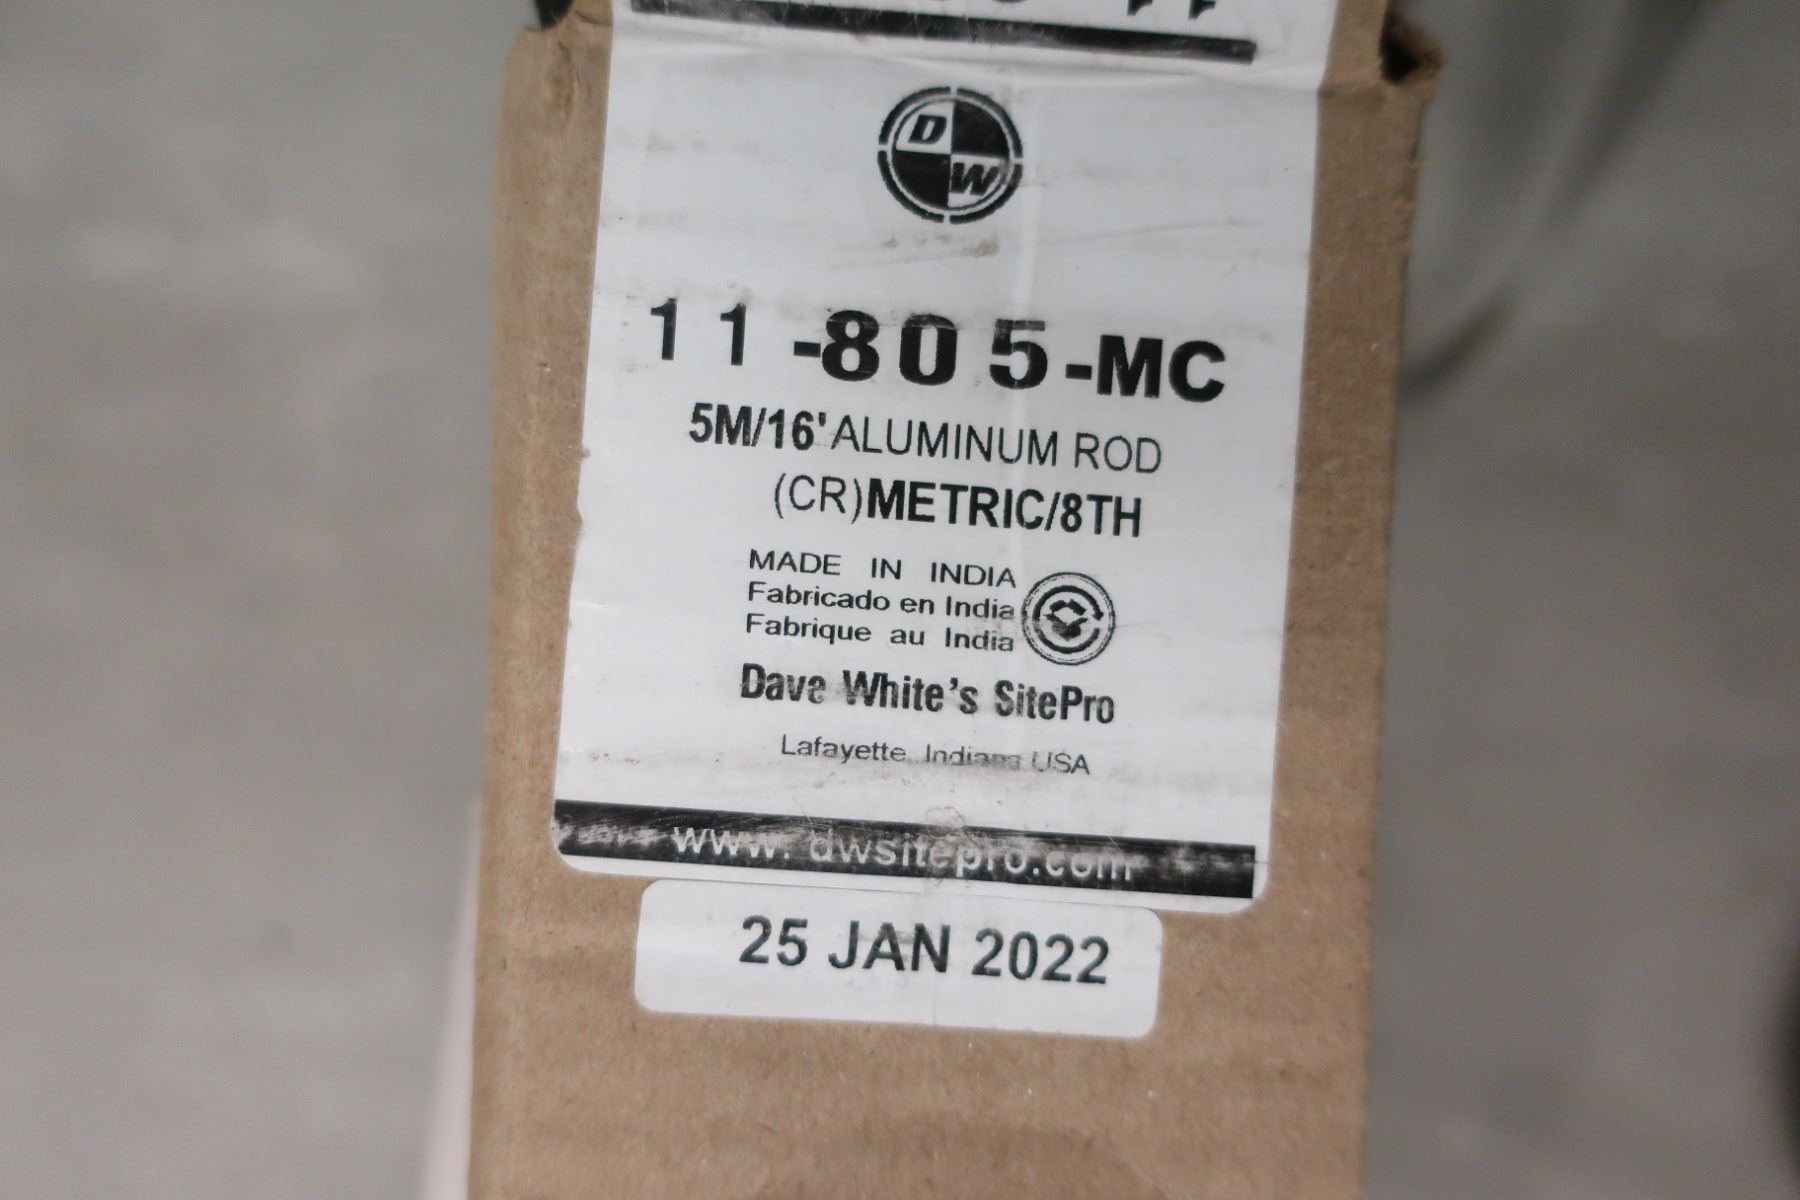 D
W
11-805-MC
5M/16' ALUMINUM ROD
(CR)METRIC/8TH
MADE IN INDIA
Fabricado en India
Fabrique au India
Dave White's SitePro
Lafayette, Indiana USA
www.dwsitepro.com
25 JAN 2022